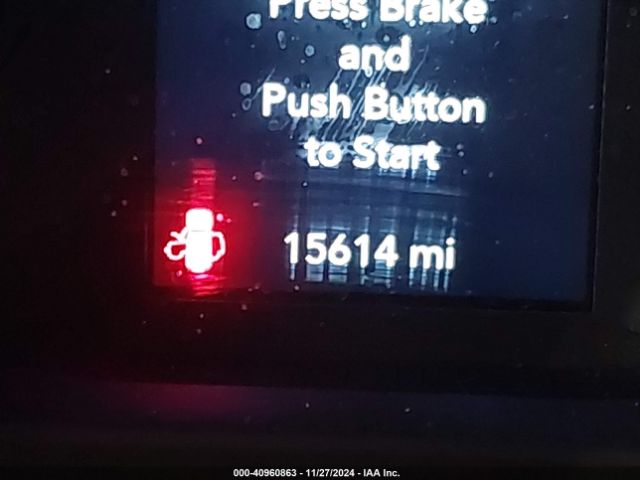 Press Brake
and
Push Button
to Start
15614 mi
000-40960863 - 11/27/2024 - IAA Inc.